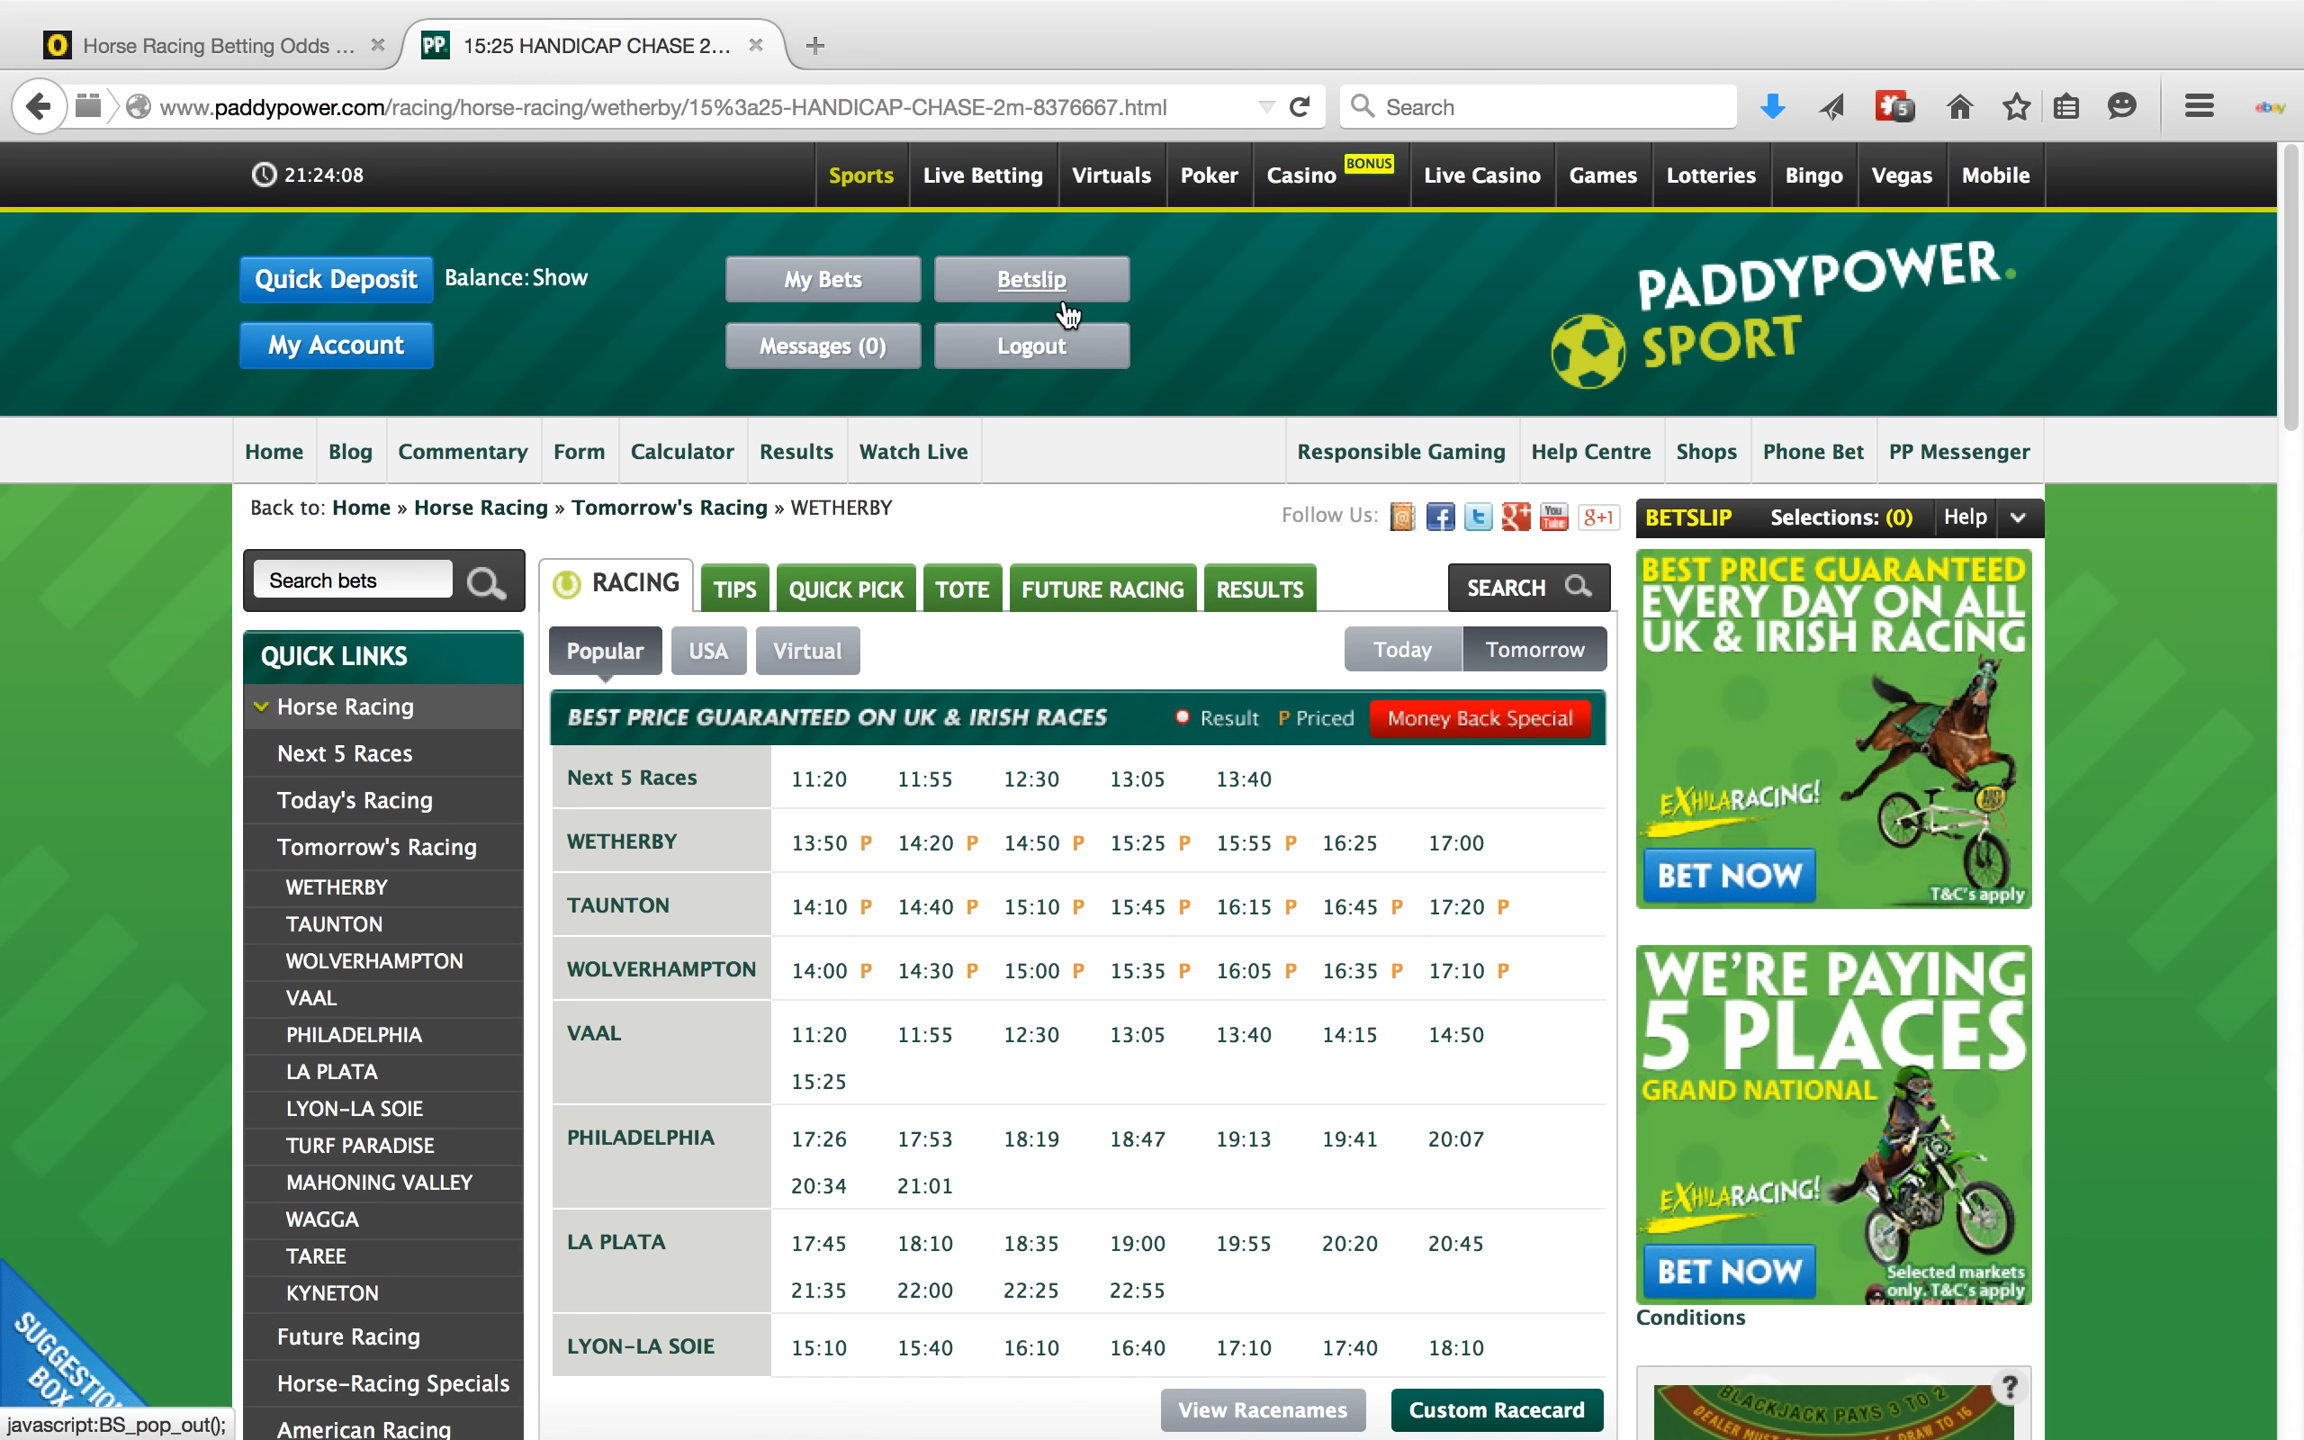 Horse Racing Betting Odds ...
PP. 15:25 HANDICAP CHASE 2...
www.paddypower.com/racing/horse-racing/wetherby/15%3a25-HANDICAP-CHASE-2m-8376667.html
Search
5
ebay
21:24:08
Sports Live Betting Virtuals Poker Casino BONUS Live Casino Games Lotteries Bingo Vegas Mobile
Quick Deposit Balance: Show My Bets Betslip
My Account Messages (0) Logout
PADDYPOWER.
SPORT
Home Blog Commentary Form Calculator Results Watch Live Responsible Gaming Help Centre Shops Phone Bet PP Messenger
Back to: Home » Horse Racing » Tomorrow's Racing » WETHERBY
Follow Us: You Tube g+1
BETSLIP Selections: (0) Help
Search bets
RACING TIPS QUICK PICK TOTE FUTURE RACING RESULTS SEARCH
Popular USA Virtual Today Tomorrow
QUICK LINKS
Horse Racing
Next 5 Races
Today's Racing
Tomorrow's Racing
WETHERBY
TAUNTON
WOLVERHAMPTON
VAAL
PHILADELPHIA
LA PLATA
LYON-LA SOIE
TURF PARADISE
MAHONING VALLEY
WAGGA
TAREE
KYNETON
Future Racing
Horse-Racing Specials
American Racing
BEST PRICE GUARANTEED ON UK & IRISH RACES Result P Priced Money Back Special
Next 5 Races 11:20 11:55 12:30 13:05 13:40
WETHERBY 13:50 P 14:20 P 14:50 P 15:25 P 15:55 P 16:25 17:00
TAUNTON 14:10 P 14:40 P 15:10 P 15:45 P 16:15 P 16:45 P 17:20 P
WOLVERHAMPTON 14:00 P 14:30 P 15:00 P 15:35 P 16:05 P 16:35 P 17:10 P
VAAL 11:20 11:55 12:30 13:05 13:40 14:15 14:50
15:25
PHILADELPHIA 17:26 17:53 18:19 18:47 19:13 19:41 20:07
20:34 21:01
LA PLATA 17:45 18:10 18:35 19:00 19:55 20:20 20:45
21:35 22:00 22:25 22:55
LYON-LA SOIE 15:10 15:40 16:10 16:40 17:10 17:40 18:10
View Racenames Custom Racecard
BEST PRICE GUARANTEED
EVERY DAY ON ALL
UK & IRISH RACING
EXHILARACING!
BET NOW
T&C's apply
WE'RE PAYING
5 PLACES
GRAND NATIONAL
EXHILARACING!
BET NOW
Selected markets
only. T&C's apply
Conditions
?
BLACKJACK PAYS 3 TO 2
DEALER MUST DRAW TO 16
SUGGESTION
BOX
javascript:BS_pop_out();